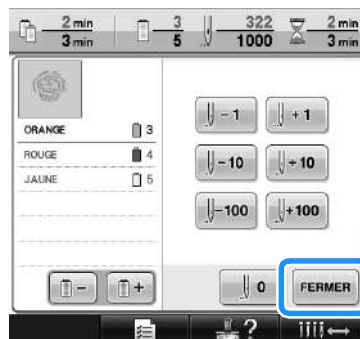 2 min 3 322 2 min
3 min 5 1000 3 min
ORANGE 3
ROUGE 4
JAUNE 5
-1 +1
-10 +10
-100 +100
- + 0 FERMER
?